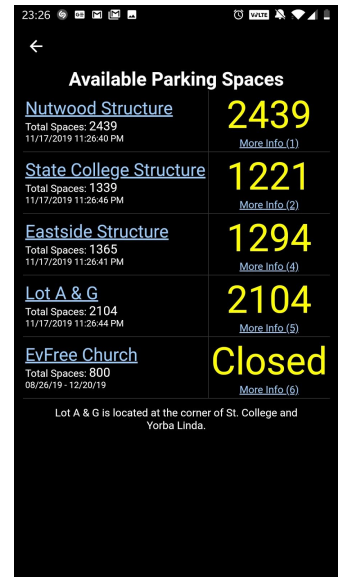 23:26
VoLTE
Available Parking Spaces
Nutwood Structure
Total Spaces: 2439
11/17/2019 11:26:40 PM
2439
More Info (1)
State College Structure
Total Spaces: 1339
11/17/2019 11:26:46 PM
1221
More Info (2)
Eastside Structure
Total Spaces: 1365
11/17/2019 11:26:41 PM
1294
More Info (4)
Lot A & G
Total Spaces: 2104
11/17/2019 11:26:44 PM
2104
More Info (5)
EvFree Church
Total Spaces: 800
08/26/19 - 12/20/19
Closed
More Info (6)
Lot A & G is located at the corner of St. College and
Yorba Linda.